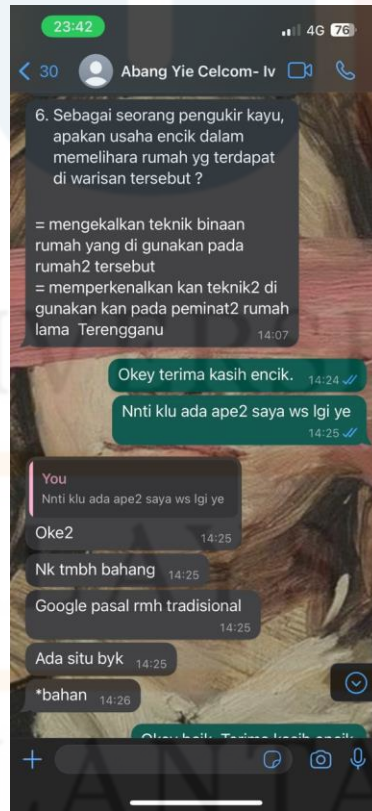 23:42
4G 76
30 Abang Yie Celcom- Iv
6. Sebagai seorang pengukir kayu,
apakan usaha encik dalam
memelihara rumah yg terdapat
di warisan tersebut ?
= mengekalkan teknik binaan
rumah yang di gunakan pada
rumah2 tersebut
= memperkenalkan kan teknik2 di
gunakan kan pada peminat2 rumah
lama Terengganu
14:07
Okey terima kasih encik. 14:24
Nnti klu ada ape2 saya ws lgi ye
14:25
You
Nnti klu ada ape2 saya ws lgi ye
Oke2 14:25
Nk tmbh bahang 14:25
Google pasal rmh tradisional
14:25
Ada situ byk 14:25
*bahan 14:26
Okey baik. Terima kasih encik